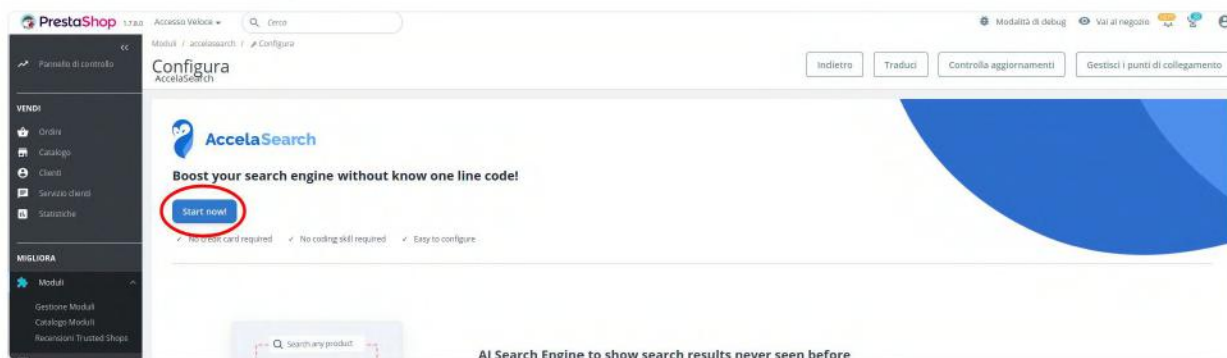 PrestaShop 1.7.8.0 Accesso Veloce Cerca Modalità di debug Vai al negozio
Moduli / accelasearch / Configura
Configura
AccelaSearch
Indietro Traduci Controlla aggiornamenti Gestisci i punti di collegamento
Pannello di controllo
VENDI
Ordini
Catalogo
Clienti
Servizio clienti
Statistiche
MIGLIORA
Moduli
Gestione Moduli
Catalogo Moduli
Recensioni Trusted Shops
AccelaSearch
Boost your search engine without know one line code!
Start now!
No credit card required No coding skill required Easy to configure
Search any product
AI Search Engine to show search results never seen before